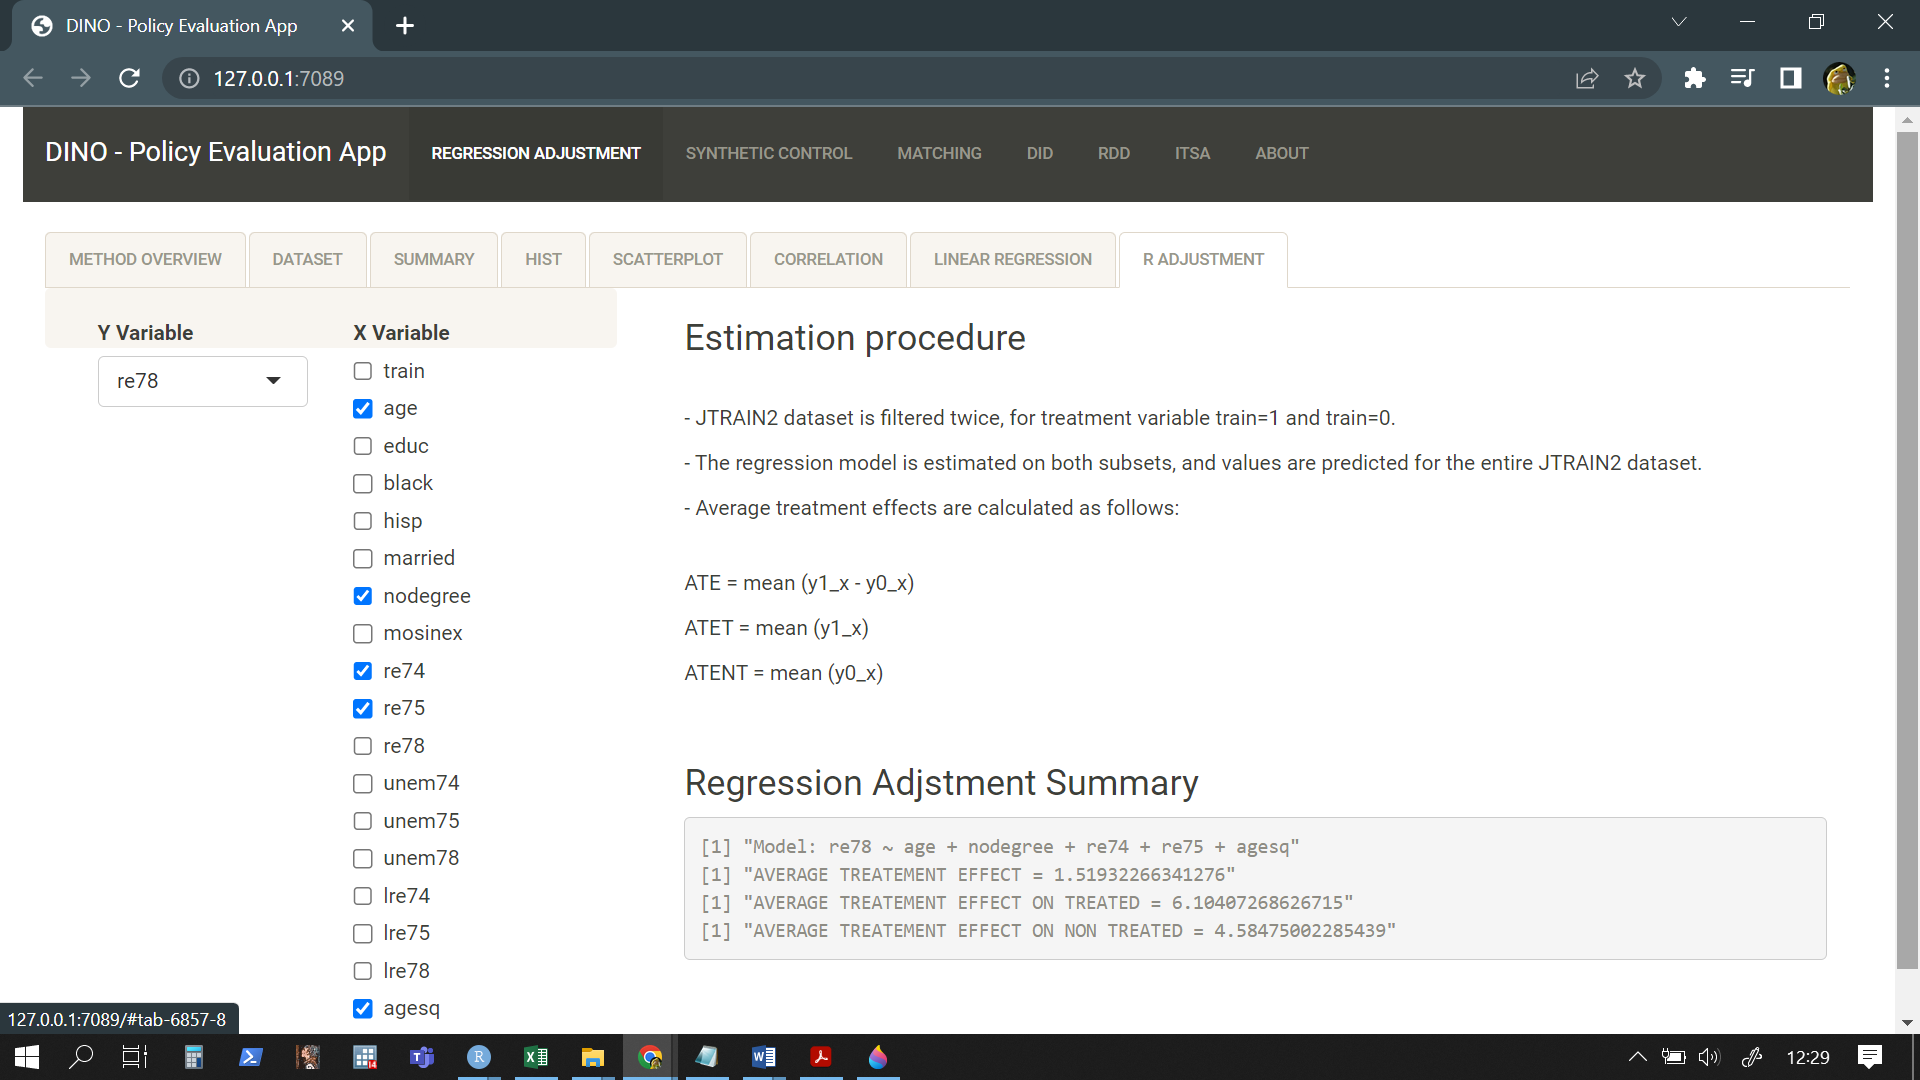 DINO - Policy Evaluation App
127.0.0.1:7089
DINO - Policy Evaluation App
REGRESSION ADJUSTMENT
SYNTHETIC CONTROL
MATCHING
DID
RDD
ITSA
ABOUT
METHOD OVERVIEW
DATASET
SUMMARY
HIST
SCATTERPLOT
CORRELATION
LINEAR REGRESSION
R ADJUSTMENT
Y Variable
re78
X Variable
train
age
educ
black
hisp
married
nodegree
mosinex
re74
re75
re78
unem74
unem75
unem78
lre74
lre75
lre78
agesq
Estimation procedure
- JTRAIN2 dataset is filtered twice, for treatment variable train=1 and train=0.
- The regression model is estimated on both subsets, and values are predicted for the entire JTRAIN2 dataset.
- Average treatment effects are calculated as follows:
ATE = mean (y1_x - y0_x)
ATET = mean (y1_x)
ATENT = mean (y0_x)
Regression Adjstment Summary
[1] "Model: re78 ~ age + nodegree + re74 + re75 + agesq"
[1] "AVERAGE TREATEMENT EFFECT = 1.51932266341276"
[1] "AVERAGE TREATEMENT EFFECT ON TREATED = 6.10407268626715"
[1] "AVERAGE TREATEMENT EFFECT ON NON TREATED = 4.58475002285439"
127.0.0.1:7089/#tab-6857-8
12:29